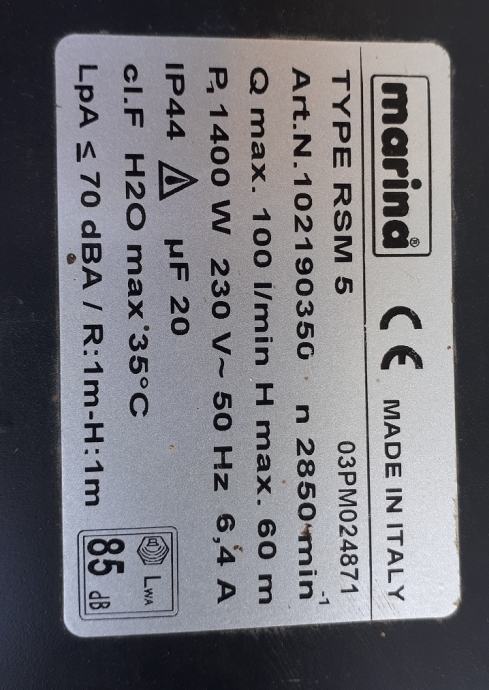 marina® CE MADE IN ITALY
TYPE RSM 5 03PM024871
Art.N.102190350 n 2850 min-1
Q max. 100 l/min H max. 60 m
P1 1400 W 230 V~ 50 Hz 6,4 A
IP44 µF 20
cl.F H2O max 35°C
LpA ≤ 70 dBA / R:1m-H:1m
LWA
85 dB